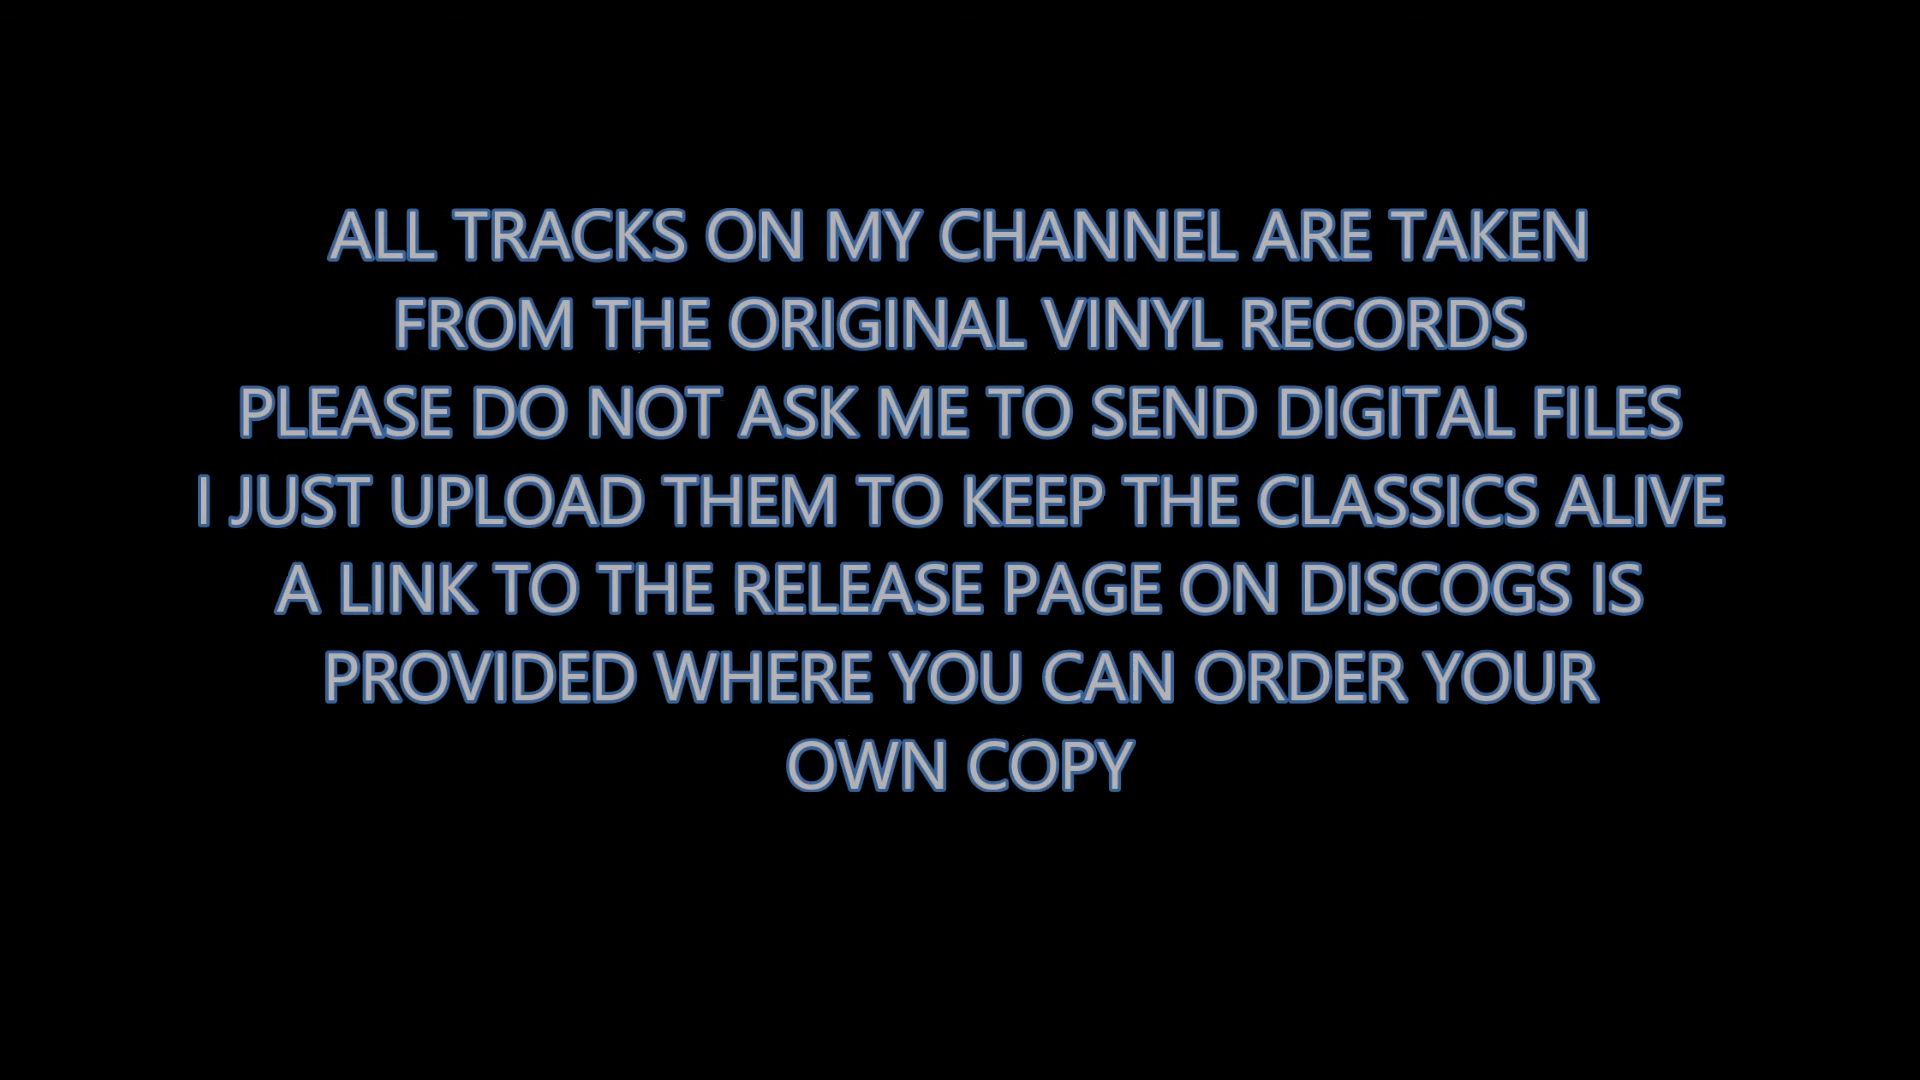 ALL TRACKS ON MY CHANNEL ARE TAKEN
FROM THE ORIGINAL VINYL RECORDS
PLEASE DO NOT ASK ME TO SEND DIGITAL FILES
I JUST UPLOAD THEM TO KEEP THE CLASSICS ALIVE
A LINK TO THE RELEASE PAGE ON DISCOGS IS
PROVIDED WHERE YOU CAN ORDER YOUR
OWN COPY